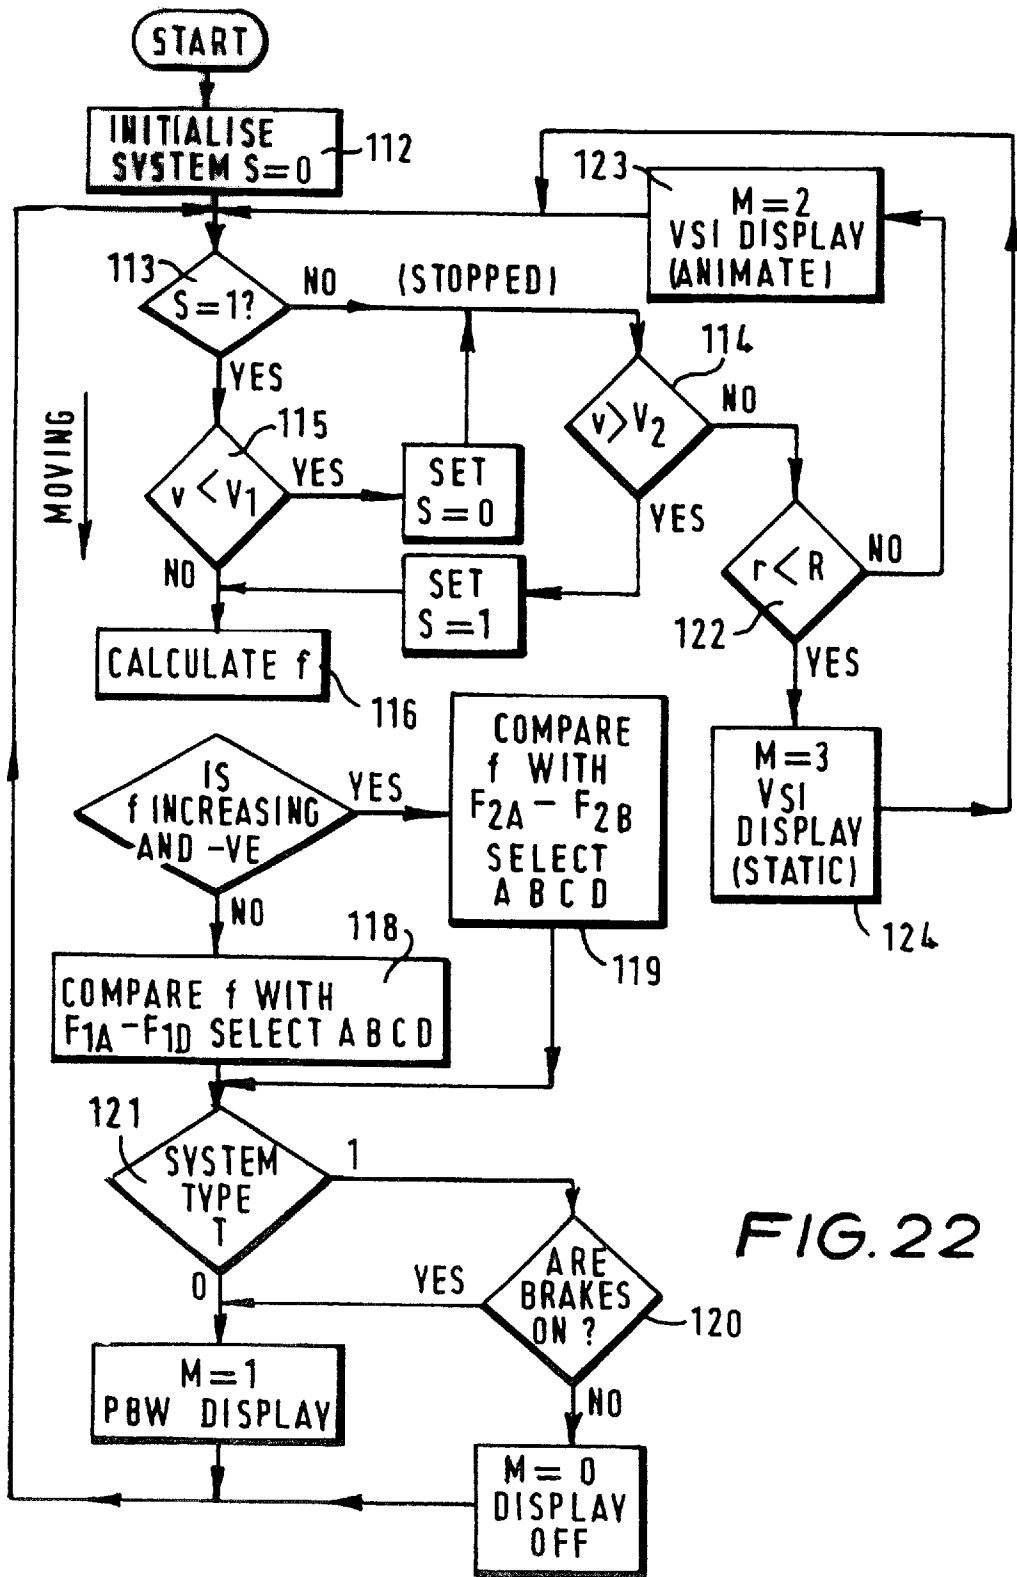 START
INITIALISE
SYSTEM S=0
112
123
M=2
VSI DISPLAY
(ANIMATE)
113
S=1?
NO
(STOPPED)
114
YES
v>V2
NO
MOVING
115
v<V1
YES
SET
S=0
YES
r<R
NO
NO
SET
S=1
122
CALCULATE f
YES
116
COMPARE
f WITH
F2A-F2B
SELECT
A B C D
M=3
VSI
DISPLAY
(STATIC)
IS
f INCREASING
AND -VE
YES
NO
118
119
124
COMPARE f WITH
F1A-F1D SELECT A B C D
121
SYSTEM
TYPE
T
1
FIG.22
0
YES
ARE
BRAKES
ON ?
120
M=1
PBW DISPLAY
NO
M=0
DISPLAY
OFF